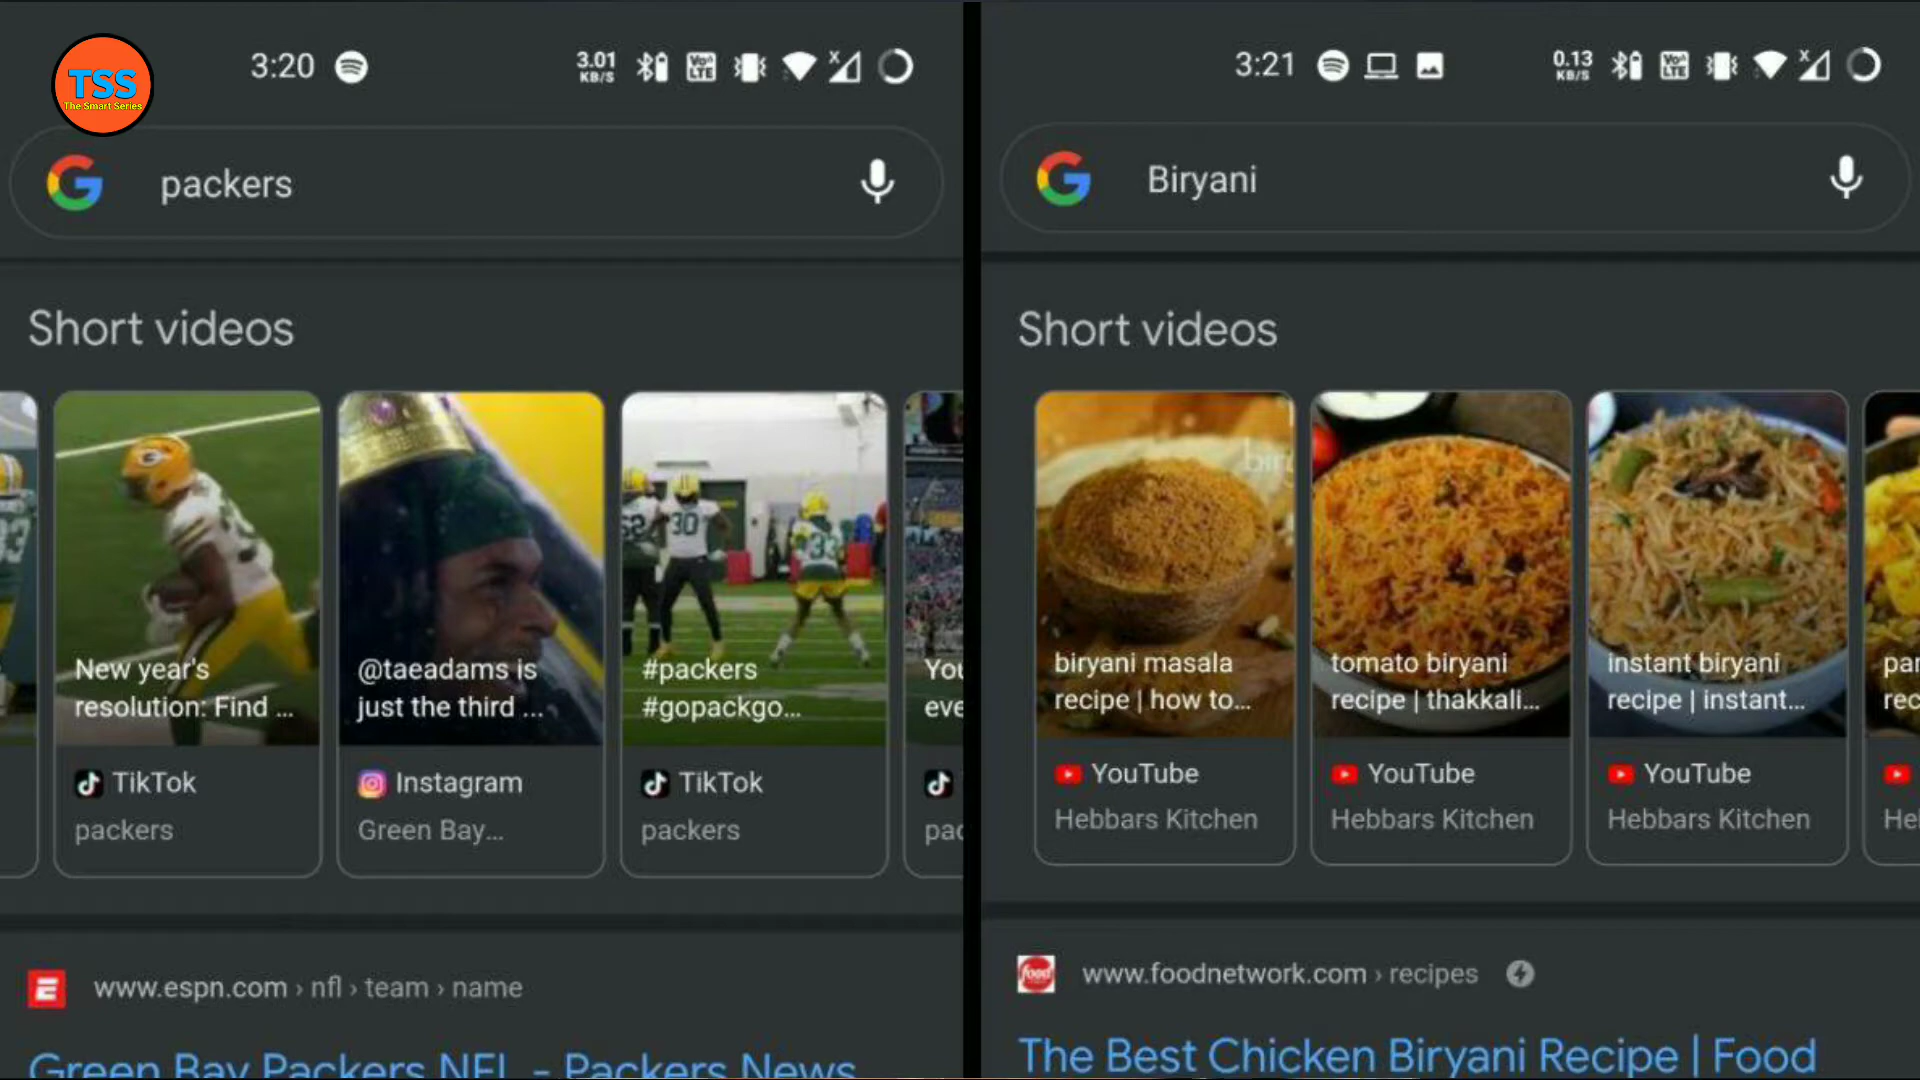 TSS
The Smart Series
3:20
3.01
KB/S
VoLTE
packers
Short videos
New year's
resolution: Find ...
TikTok
packers
@taeadams is
just the third ...
Instagram
Green Bay...
#packers
#gopackgo...
TikTok
packers
www.espn.com › nfl › team › name
Green Bay Packers NFL - Packers News
3:21
0.13
KB/S
VoLTE
Biryani
Short videos
biryani masala
recipe | how to...
YouTube
Hebbars Kitchen
tomato biryani
recipe | thakkali...
YouTube
Hebbars Kitchen
instant biryani
recipe | instant...
YouTube
Hebbars Kitchen
food
www.foodnetwork.com › recipes
The Best Chicken Biryani Recipe | Food